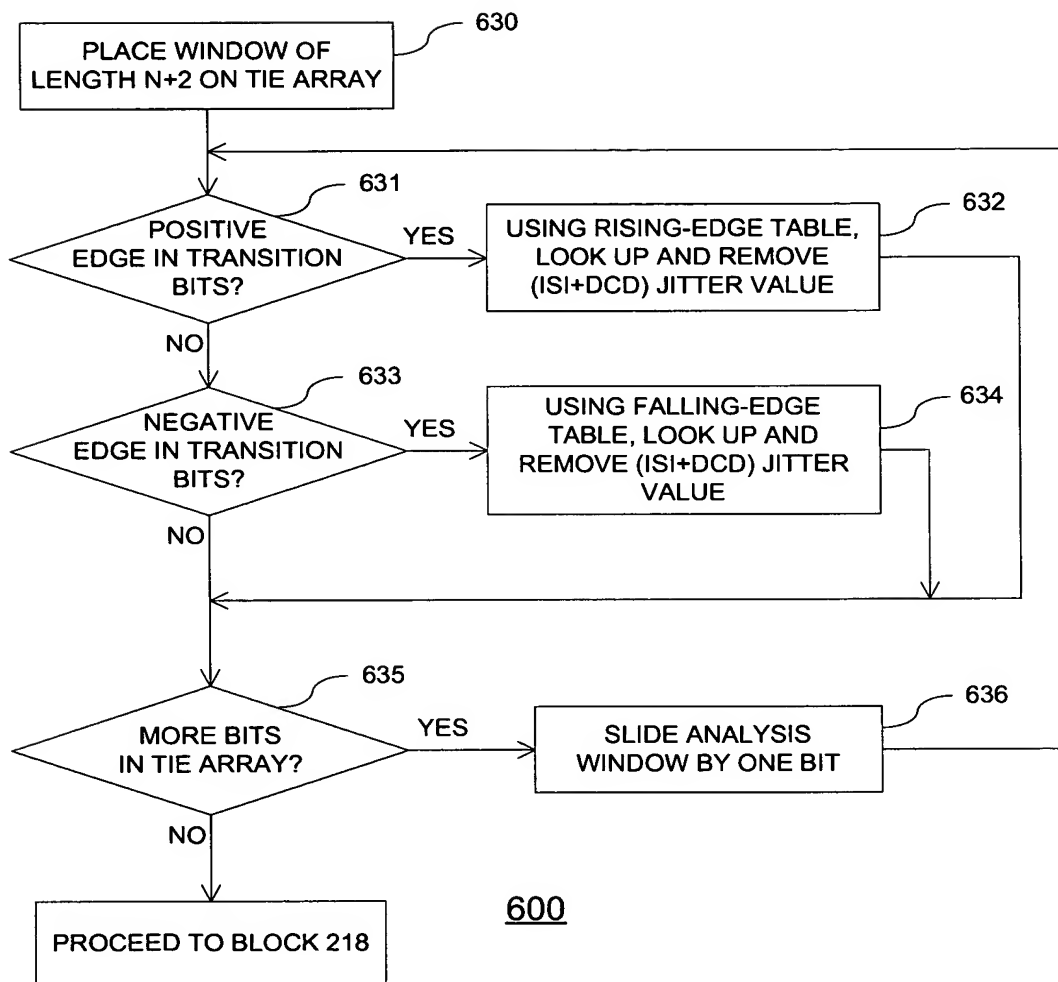 630
PLACE WINDOW OF
LENGTH N+2 ON TIE ARRAY
631
POSITIVE
EDGE IN TRANSITION
BITS?
YES
632
USING RISING-EDGE TABLE,
LOOK UP AND REMOVE
(ISI+DCD) JITTER VALUE
NO
633
NEGATIVE
EDGE IN TRANSITION
BITS?
YES
634
USING FALLING-EDGE
TABLE, LOOK UP AND
REMOVE (ISI+DCD) JITTER
VALUE
NO
635
MORE BITS
IN TIE ARRAY?
YES
636
SLIDE ANALYSIS
WINDOW BY ONE BIT
NO
600
PROCEED TO BLOCK 218